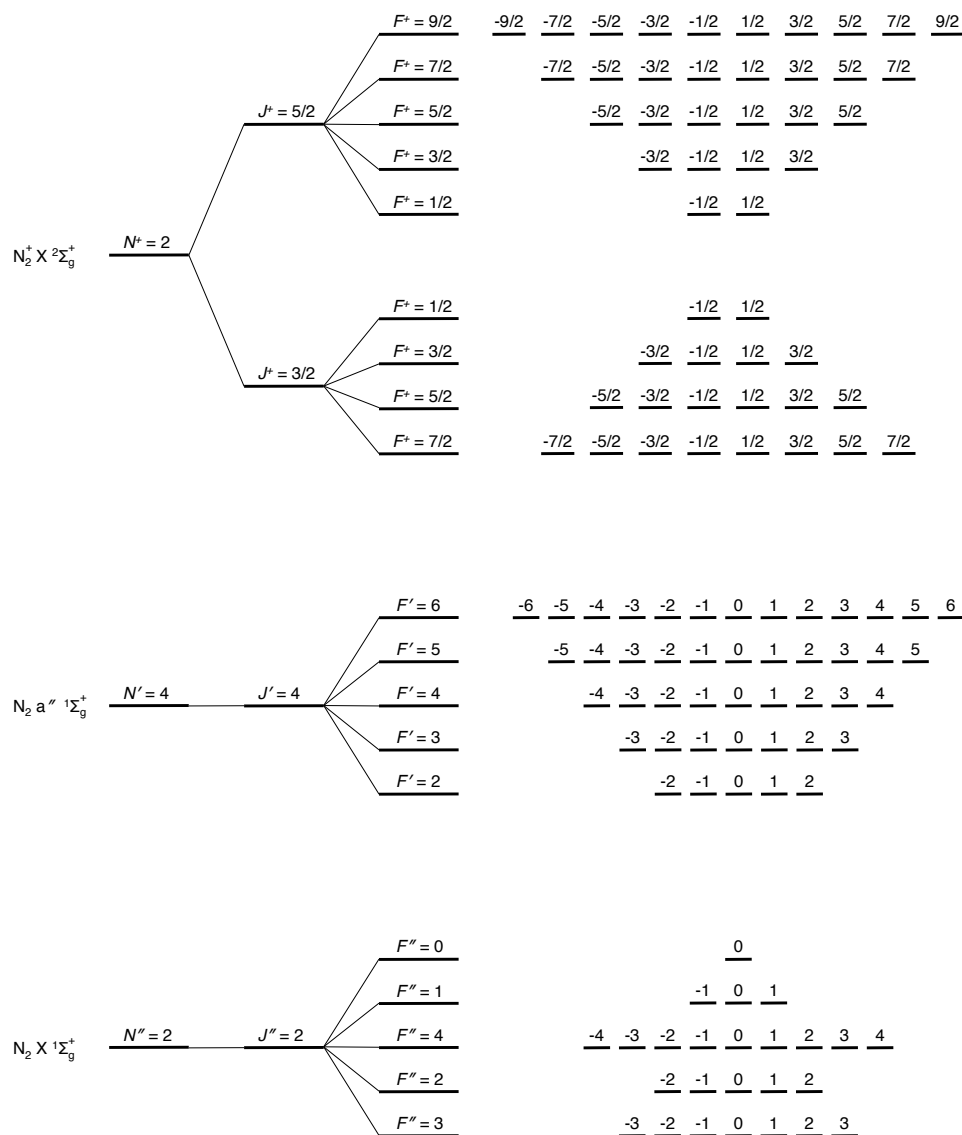 F⁺ = 9/2 -9/2 -7/2 -5/2 -3/2 -1/2 1/2 3/2 5/2 7/2 9/2
F⁺ = 7/2 -7/2 -5/2 -3/2 -1/2 1/2 3/2 5/2 7/2
J⁺ = 5/2 F⁺ = 5/2 -5/2 -3/2 -1/2 1/2 3/2 5/2
F⁺ = 3/2 -3/2 -1/2 1/2 3/2
F⁺ = 1/2 -1/2 1/2
N₂⁺ X ²Σg⁺ N⁺ = 2
F⁺ = 1/2 -1/2 1/2
F⁺ = 3/2 -3/2 -1/2 1/2 3/2
J⁺ = 3/2 F⁺ = 5/2 -5/2 -3/2 -1/2 1/2 3/2 5/2
F⁺ = 7/2 -7/2 -5/2 -3/2 -1/2 1/2 3/2 5/2 7/2
F′ = 6 -6 -5 -4 -3 -2 -1 0 1 2 3 4 5 6
F′ = 5 -5 -4 -3 -2 -1 0 1 2 3 4 5
N₂ a″ ¹Σg⁺ N′ = 4 J′ = 4 F′ = 4 -4 -3 -2 -1 0 1 2 3 4
F′ = 3 -3 -2 -1 0 1 2 3
F′ = 2 -2 -1 0 1 2
F″ = 0 0
F″ = 1 -1 0 1
N₂ X ¹Σg⁺ N″ = 2 J″ = 2 F″ = 4 -4 -3 -2 -1 0 1 2 3 4
F″ = 2 -2 -1 0 1 2
F″ = 3 -3 -2 -1 0 1 2 3